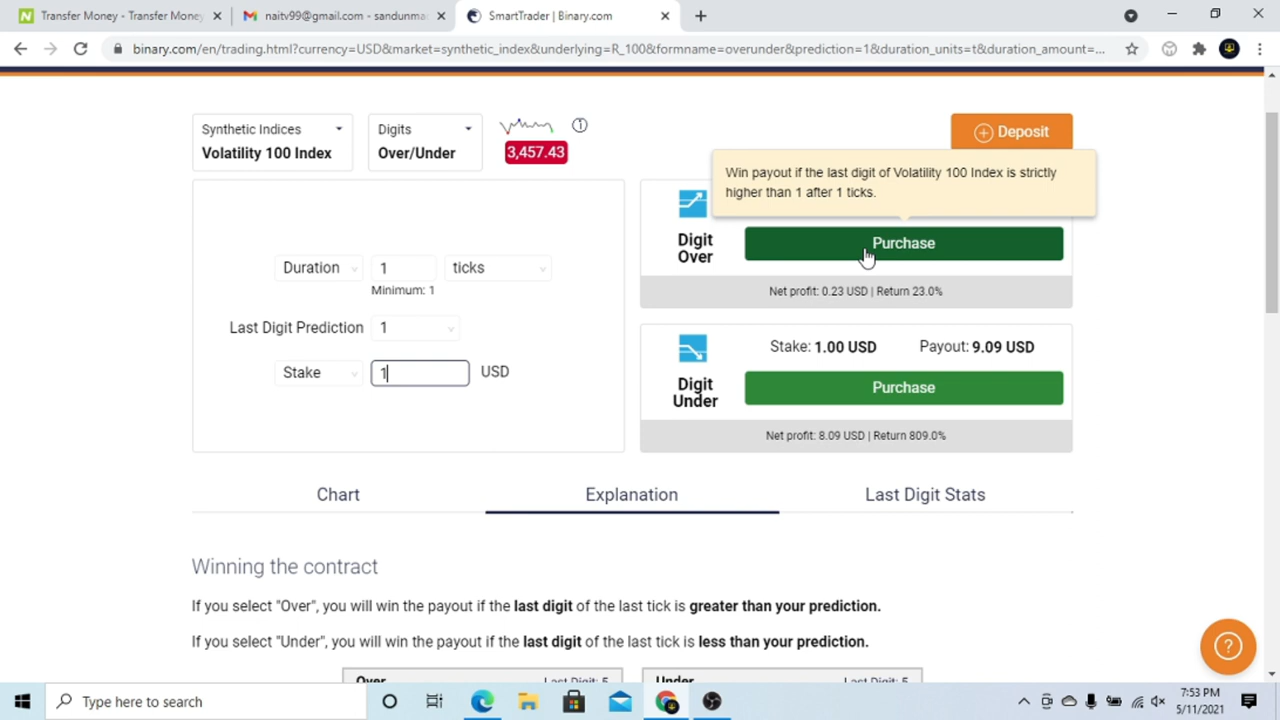 Transfer Money - Transfer Money
naitv99@gmail.com - sandunma
SmartTrader | Binary.com
binary.com/en/trading.html?currency=USD&market=synthetic_index&underlying=R_100&formname=overunder&prediction=1&duration_units=t&duration_amount=...
Synthetic Indices
Volatility 100 Index
Digits
Over/Under
3,457.43
Deposit
Win payout if the last digit of Volatility 100 Index is strictly
higher than 1 after 1 ticks.
Digit
Over
Purchase
Net profit: 0.23 USD | Return 23.0%
Duration 1 ticks
Minimum: 1
Last Digit Prediction 1
Stake 1 USD
Stake: 1.00 USD Payout: 9.09 USD
Digit
Under
Purchase
Net profit: 8.09 USD | Return 809.0%
Chart Explanation Last Digit Stats
Winning the contract
If you select "Over", you will win the payout if the last digit of the last tick is greater than your prediction.
If you select "Under", you will win the payout if the last digit of the last tick is less than your prediction.
Over Last Digit: 5 Under Last Digit: 5
Type here to search
7:53 PM
5/11/2021